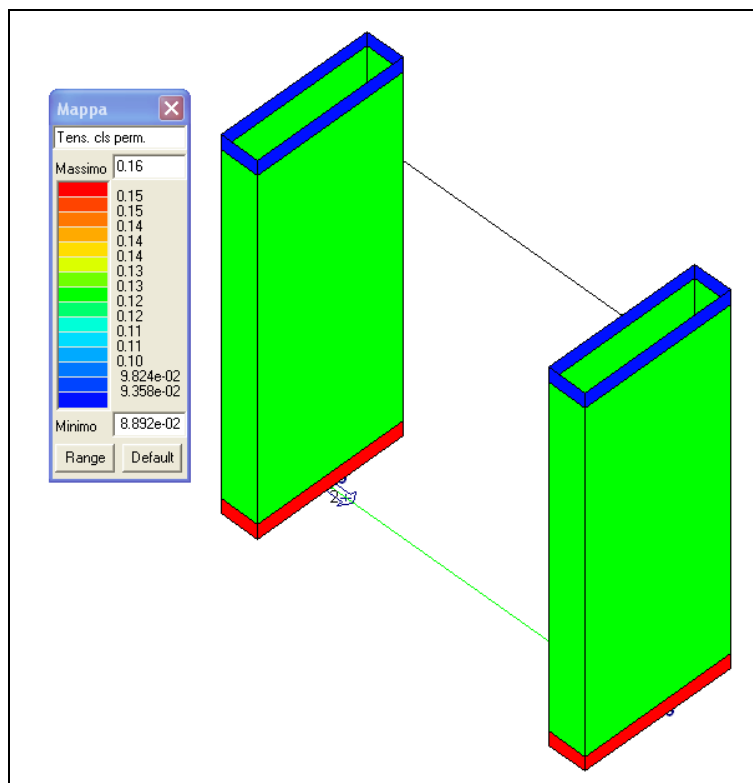 Mappa
Tens. cls perm.
Massimo 0.16
0.15
0.15
0.14
0.14
0.14
0.13
0.13
0.12
0.12
0.11
0.11
0.10
9.824e-02
9.358e-02
Minimo 8.892e-02
Range Default